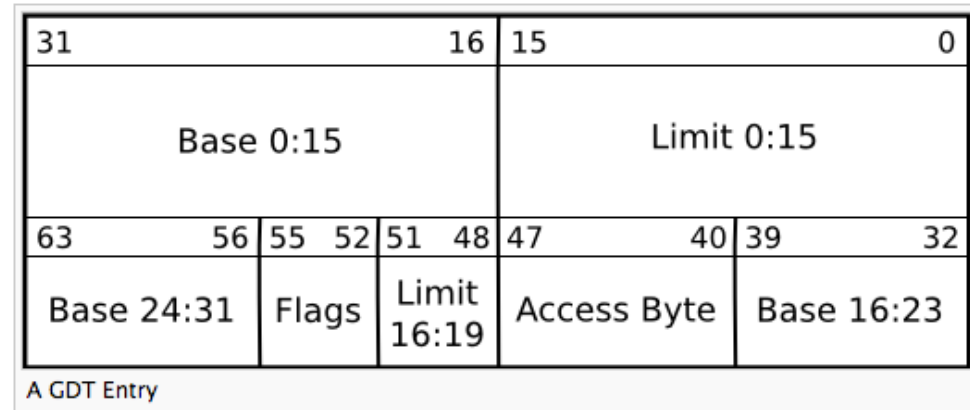 31 16 15 0
Base 0:15 Limit 0:15
63 56 55 52 51 48 47 40 39 32
Base 24:31 Flags Limit 16:19 Access Byte Base 16:23
A GDT Entry